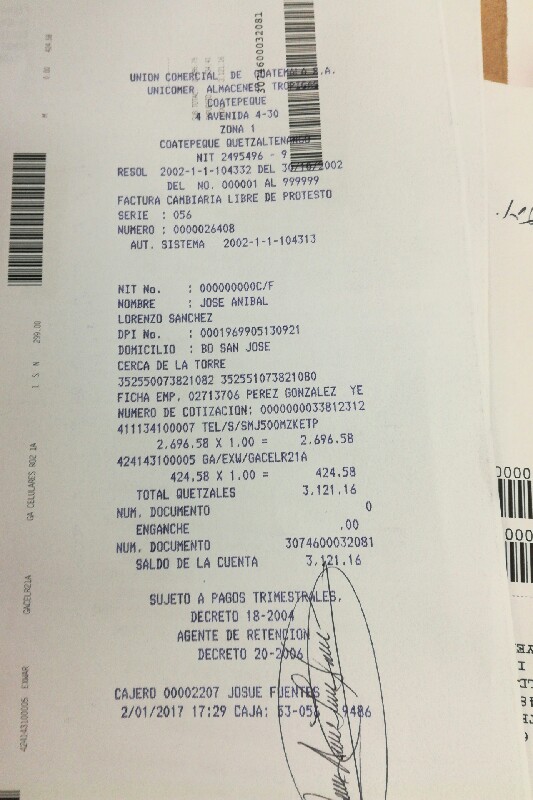 3074600032081
UNION COMERCIAL DE GUATEMALA S.A.
UNICOMER, ALMACENES TROPIGAS
COATEPEQUE
4 AVENIDA 4-30
ZONA 1
COATEPEQUE QUETZALTENANGO
NIT 2495496 - 9
RESOL 2002-1-1-104332 DEL 30/10/2002
DEL NO. 000001 AL 999999
FACTURA CAMBIARIA LIBRE DE PROTESTO
SERIE : 056
NUMERO : 0000026408
AUT. SISTEMA 2002-1-1-104313
NIT No. : 000000000C/F
NOMBRE : JOSE ANIBAL
LORENZO SANCHEZ
DPI No. : 0001969905130921
DOMICILIO : BO SAN JOSE
CERCA DE LA TORRE
352550073821082 352551073821080
FICHA EMP. 02713706 PEREZ GONZALEZ YE
NUMERO DE COTIZACION: 0000000033812312
411134100007 TEL/S/SMJ500MZKETP
2,696.58 X 1.00 = 2,696.58
424143100005 GA/EXW/GACELR21A
424.58 X 1.00 = 424.58
TOTAL QUETZALES 3,121.16
NUM. DOCUMENTO 0
ENGANCHE .00
NUM. DOCUMENTO 3074600032081
SALDO DE LA CUENTA 3,121.16
SUJETO A PAGOS TRIMESTRALES,
DECRETO 18-2004
AGENTE DE RETENCION
DECRETO 20-2006
CAJERO 00002207 JOSUE FUENTES
2/01/2017 17:29 CAJA: 53-056 9486
424143100005 EXWAR GACELR21A GA CELULARES RO2 1A 1 S N 299.00